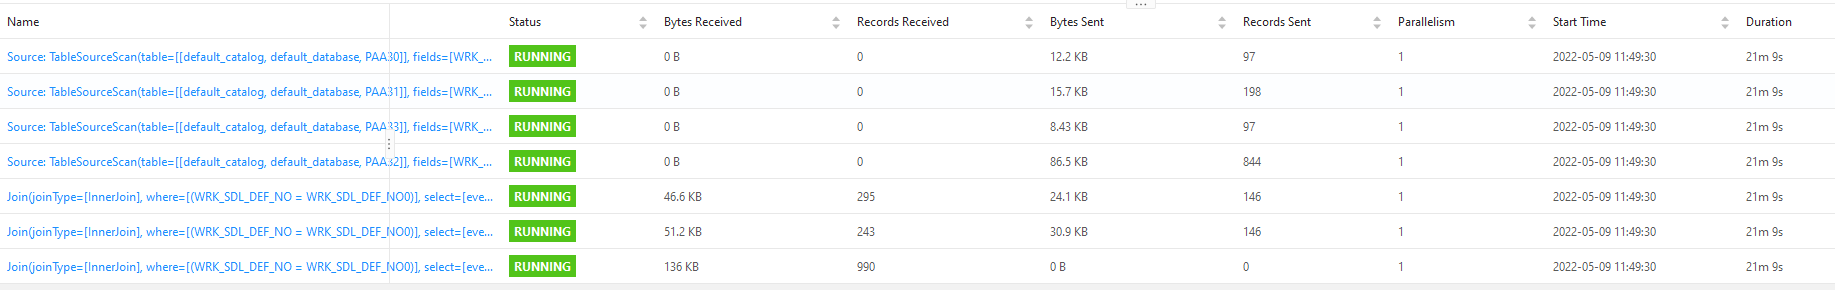 Name Status Bytes Received Records Received Bytes Sent Records Sent Parallelism Start Time Duration
Source: TableSourceScan(table=[[default_catalog, default_database, PAA30]], fields=[WRK_... RUNNING 0 B 0 12.2 KB 97 1 2022-05-09 11:49:30 21m 9s
Source: TableSourceScan(table=[[default_catalog, default_database, PAA31]], fields=[WRK_... RUNNING 0 B 0 15.7 KB 198 1 2022-05-09 11:49:30 21m 9s
Source: TableSourceScan(table=[[default_catalog, default_database, PAA33]], fields=[WRK_... RUNNING 0 B 0 8.43 KB 97 1 2022-05-09 11:49:30 21m 9s
Source: TableSourceScan(table=[[default_catalog, default_database, PAA32]], fields=[WRK_... RUNNING 0 B 0 86.5 KB 844 1 2022-05-09 11:49:30 21m 9s
Join(joinType=[InnerJoin], where=[(WRK_SDL_DEF_NO = WRK_SDL_DEF_NO0)], select=[eve... RUNNING 46.6 KB 295 24.1 KB 146 1 2022-05-09 11:49:30 21m 9s
Join(joinType=[InnerJoin], where=[(WRK_SDL_DEF_NO = WRK_SDL_DEF_NO0)], select=[eve... RUNNING 51.2 KB 243 30.9 KB 146 1 2022-05-09 11:49:30 21m 9s
Join(joinType=[InnerJoin], where=[(WRK_SDL_DEF_NO = WRK_SDL_DEF_NO0)], select=[eve... RUNNING 136 KB 990 0 B 0 1 2022-05-09 11:49:30 21m 9s